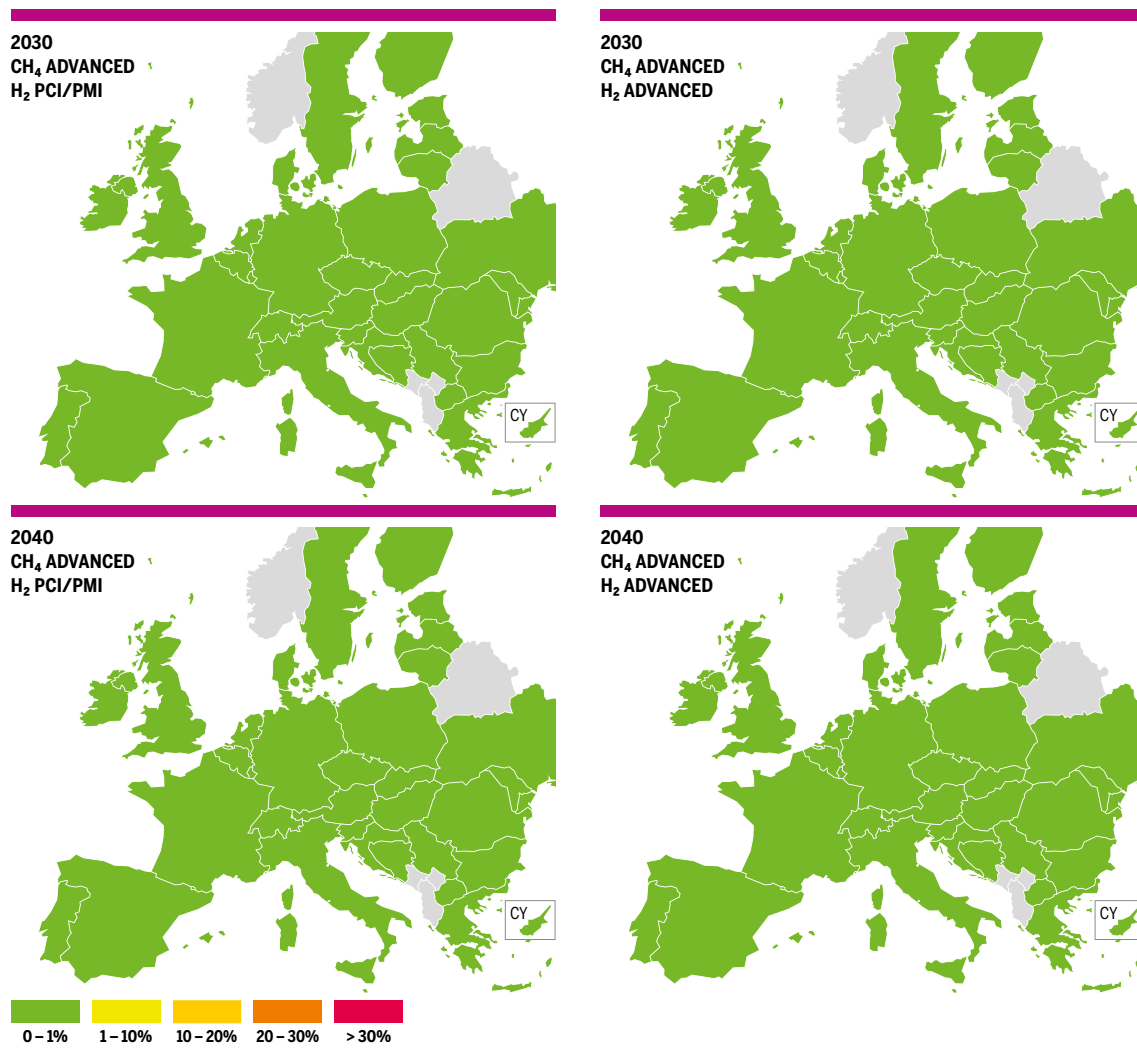 2030
CH₄ ADVANCED
H₂ PCI/PMI
CY
2030
CH₄ ADVANCED
H₂ ADVANCED
CY
2040
CH₄ ADVANCED
H₂ PCI/PMI
CY
2040
CH₄ ADVANCED
H₂ ADVANCED
CY
0 – 1% 1 – 10% 10 – 20% 20 – 30% > 30%